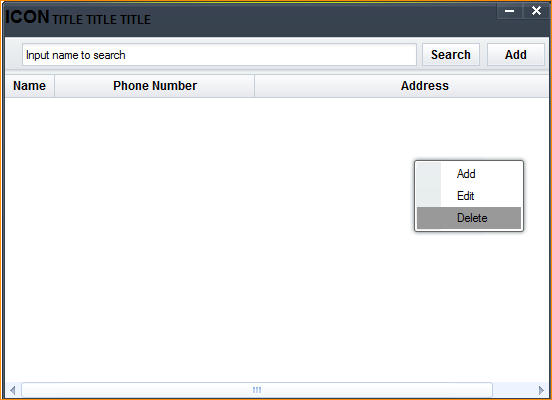 ICON TITLE TITLE TITLE
Input name to search Search Add
Name Phone Number Address
Add
Edit
Delete